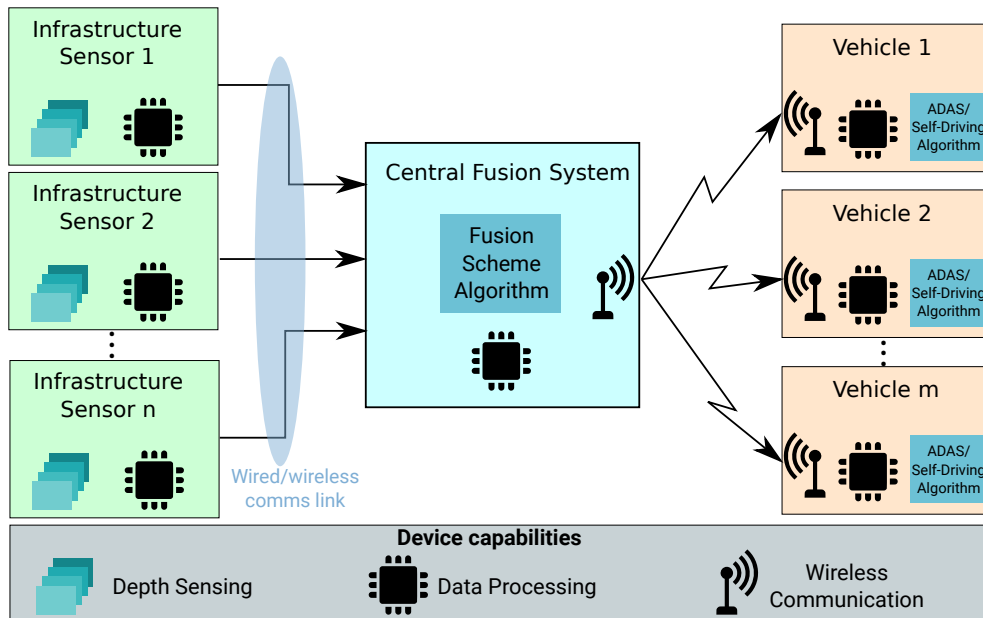 Infrastructure
Sensor 1
Infrastructure
Sensor 2
Infrastructure
Sensor n
Wired/wireless
comms link
Central Fusion System
Fusion
Scheme
Algorithm
Vehicle 1
ADAS/
Self-Driving
Algorithm
Vehicle 2
ADAS/
Self-Driving
Algorithm
Vehicle m
ADAS/
Self-Driving
Algorithm
Device capabilities
Depth Sensing
Data Processing
Wireless
Communication